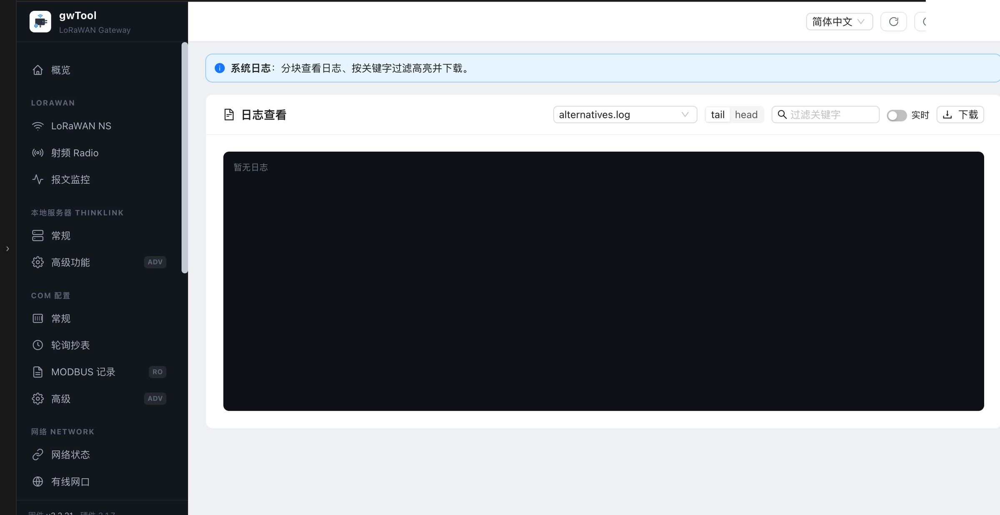 gwTool
LoRaWAN Gateway
简体中文
概览
LORAWAN
LoRaWAN NS
射频 Radio
报文监控
本地服务器 THINKLINK
常规
高级功能 ADV
COM 配置
常规
轮询抄表
MODBUS 记录 RO
高级 ADV
网络 NETWORK
网络状态
有线网口
系统日志：分块查看日志、按关键字过滤高亮并下载。
日志查看
alternatives.log
tail head
过滤关键字
实时
下载
暂无日志